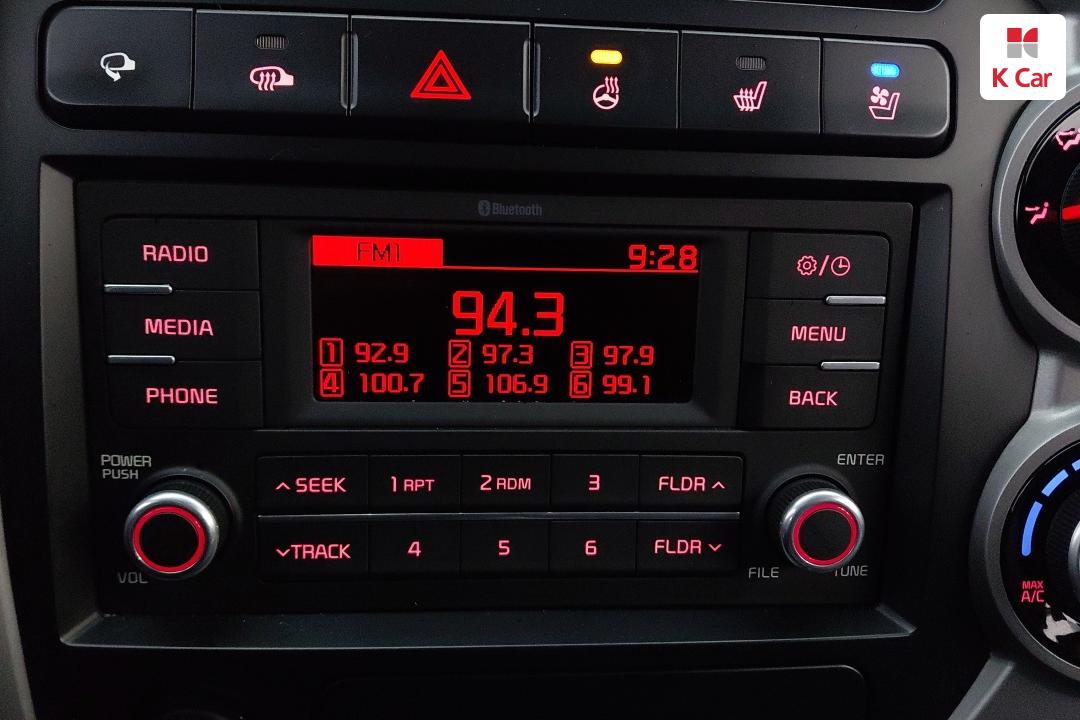 K Car
Bluetooth
RADIO
MEDIA
PHONE
FM1 9:28
94.3
1 92.9 2 97.3 3 97.9
4 100.7 5 106.9 6 99.1
MENU
BACK
POWER
PUSH
VOL
SEEK 1 RPT 2 RDM 3 FLDR
TRACK 4 5 6 FLDR
ENTER
FILE TUNE
MAX
A/C